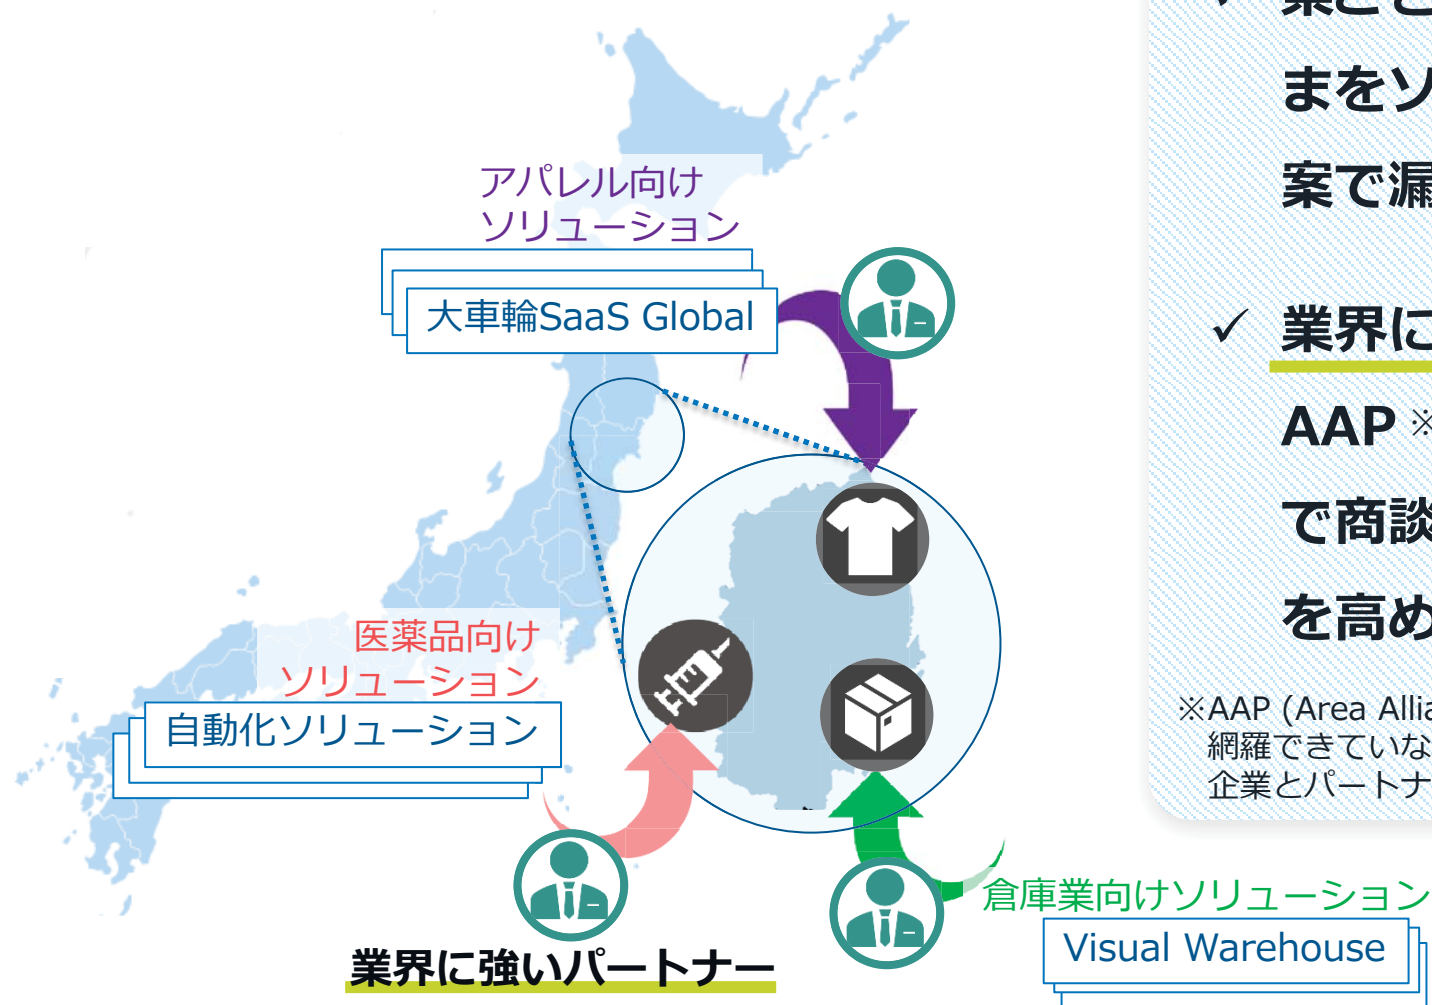 アパレル向け
ソリューション
大車輪SaaS Global
医薬品向け
ソリューション
自動化ソリューション
業界に強いパートナー
倉庫業向けソリューション
Visual Warehouse
まをソ
案で漏
✓ 業界に
AAP ※
で商談
を高め
※AAP (Area Allia
網羅できていな
企業とパートナ